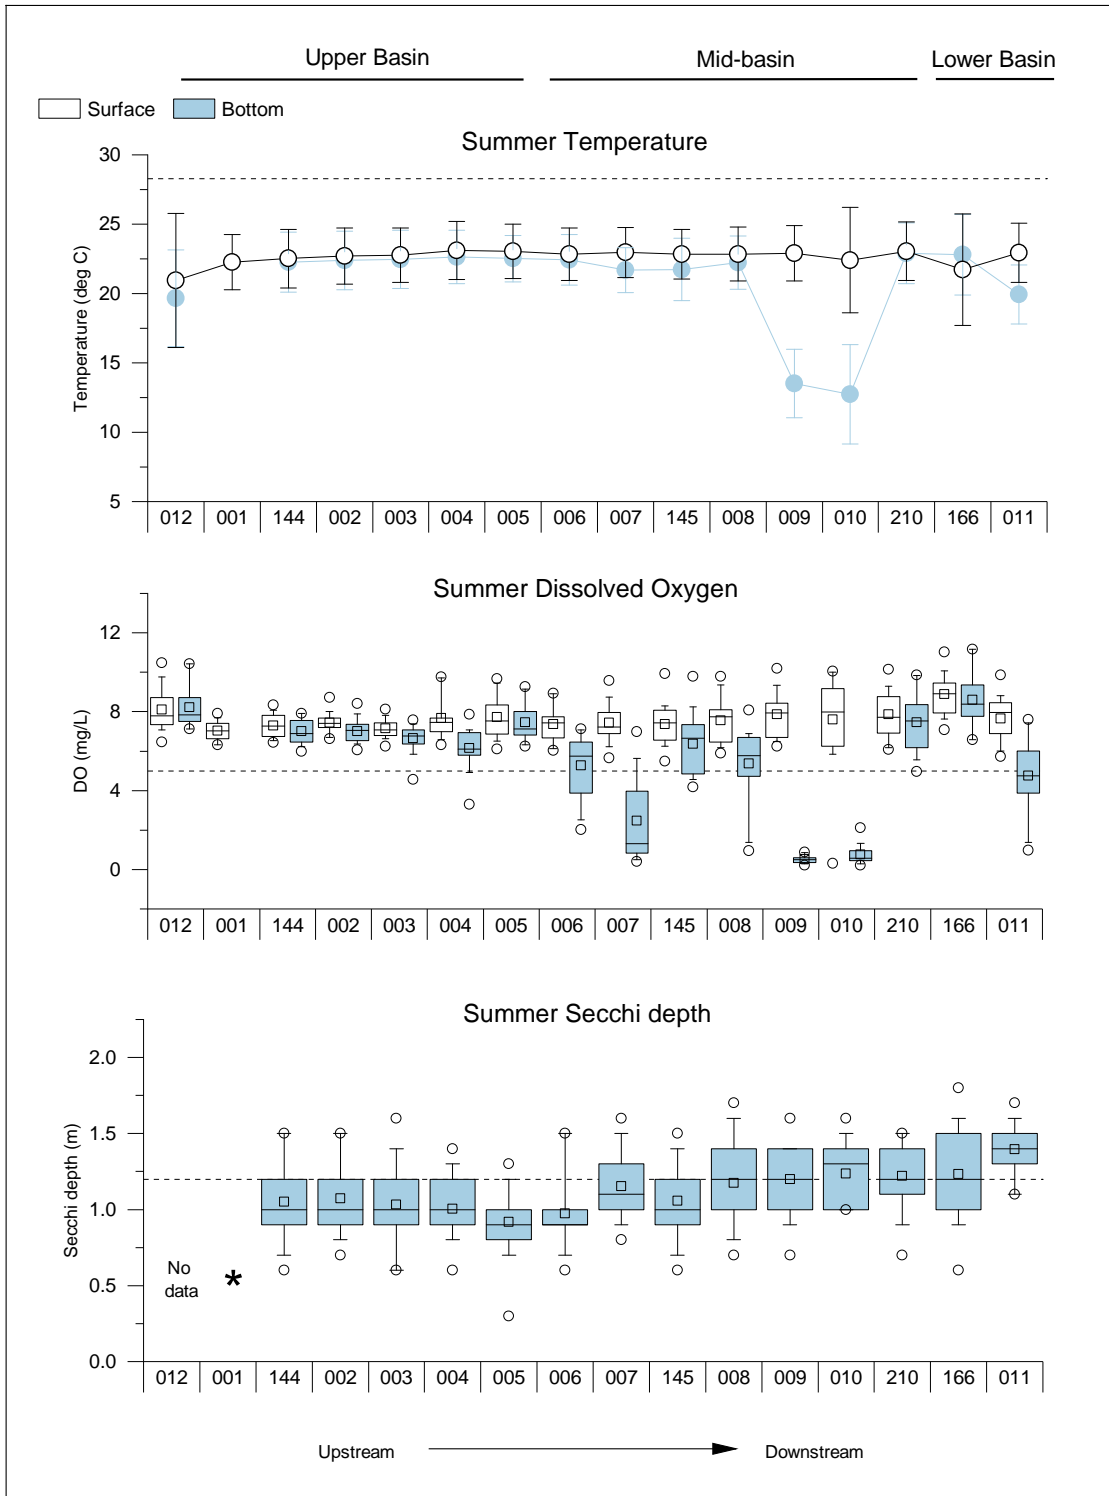 Upper Basin Mid-basin Lower Basin
Surface Bottom
Summer Temperature
Temperature (deg C)
30
25
20
15
10
5
012 001 144 002 003 004 005 006 007 145 008 009 010 210 166 011
Summer Dissolved Oxygen
DO (mg/L)
12
8
4
0
012 001 144 002 003 004 005 006 007 145 008 009 010 210 166 011
Summer Secchi depth
Secchi depth (m)
2.0
1.5
1.0
0.5
0.0
No
data *
012 001 144 002 003 004 005 006 007 145 008 009 010 210 166 011
Upstream Downstream